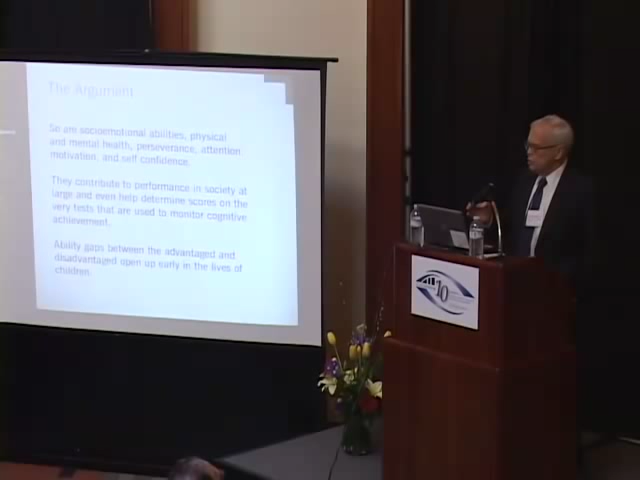 The Argument
So are socioemotional abilities, physical
and mental health, perseverance, attention,
motivation, and self confidence.
They contribute to performance in society at
large and even help determine scores on the
very tests that are used to monitor cognitive
achievement.
Ability gaps between the advantaged and
disadvantaged open up early in the lives of
children.
10